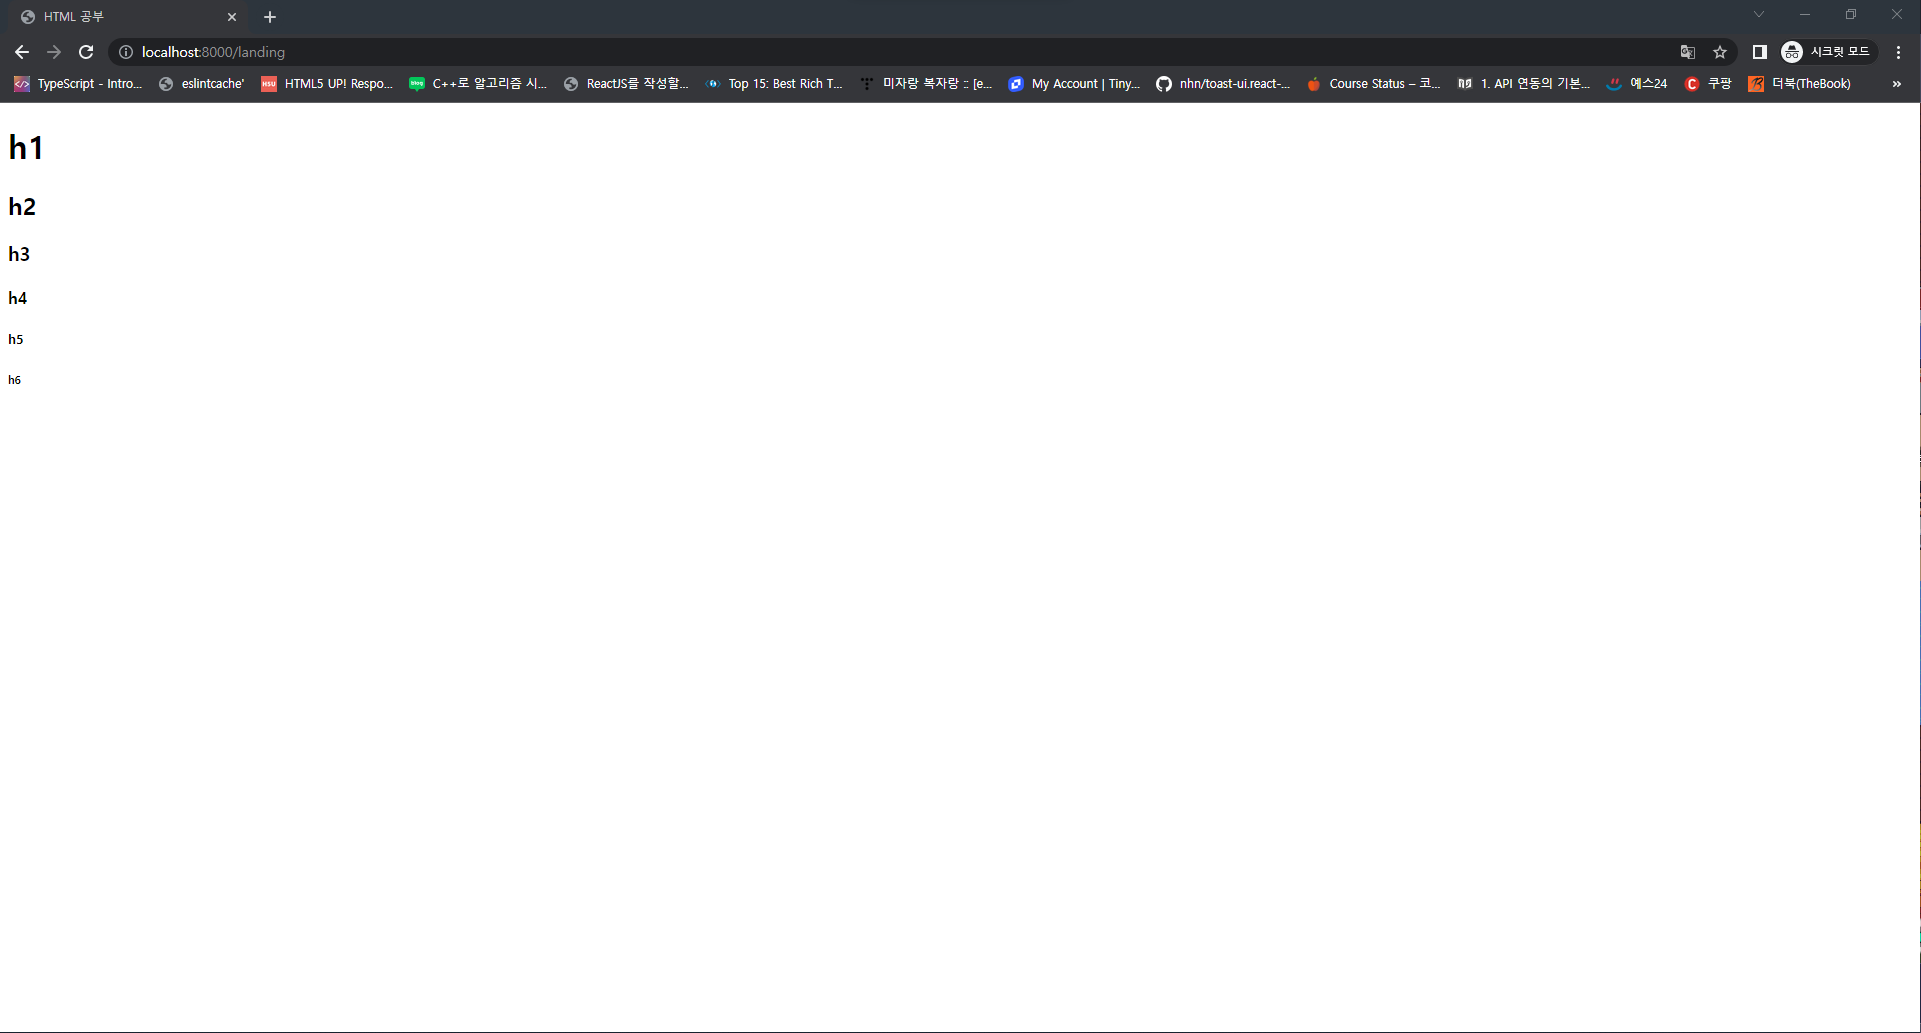 HTML 공부
localhost:8000/landing
시크릿 모드
TypeScript - Intro... eslintcache' HSU HTML5 UP! Respo... blog C++로 알고리즘 시... ReactJS를 작성할... Top 15: Best Rich T... 미자랑 복자랑 :: [e... My Account | Tiny... nhn/toast-ui.react-... Course Status – 코... 1. API 연동의 기본... 예스24 C 쿠팡 더북(TheBook) »
h1
h2
h3
h4
h5
h6